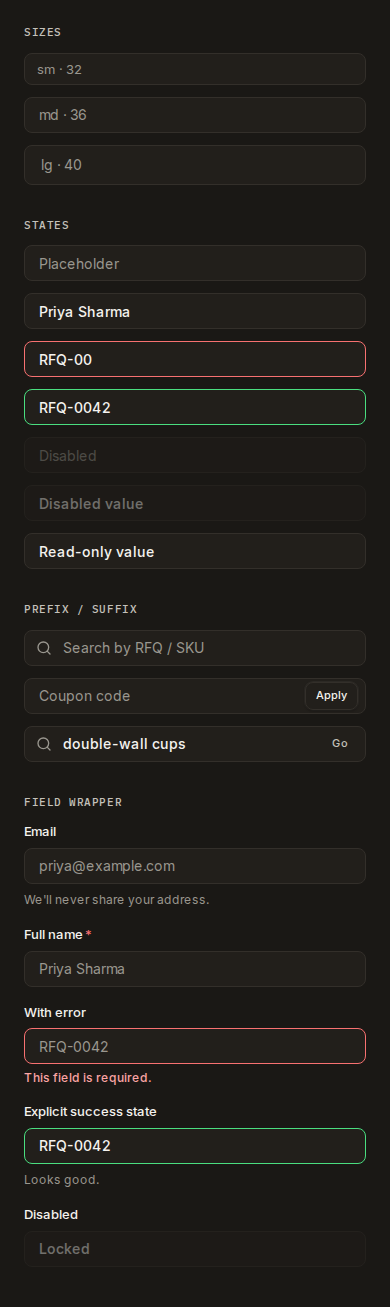 SIZES
sm · 32
md · 36
lg · 40
STATES
Placeholder
Priya Sharma
RFQ-00
RFQ-0042
Disabled
Disabled value
Read-only value
PREFIX / SUFFIX
Search by RFQ / SKU
Coupon code Apply
double-wall cups Go
FIELD WRAPPER
Email
priya@example.com
We'll never share your address.
Full name *
Priya Sharma
With error
RFQ-0042
This field is required.
Explicit success state
RFQ-0042
Looks good.
Disabled
Locked